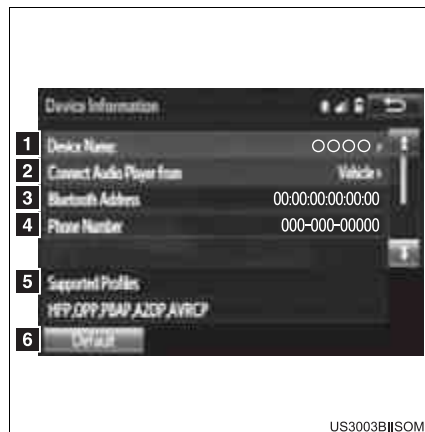 Device Information
1 Device Name: ○○○○
2 Connect Audio Player from Vehicle
3 Bluetooth Address 00:00:00:00:00:00
4 Phone Number 000-000-00000
5 Supported Profiles
HFP,OPP,PBAP,A2DP,AVRCP
6 Default
US3003BIISOM